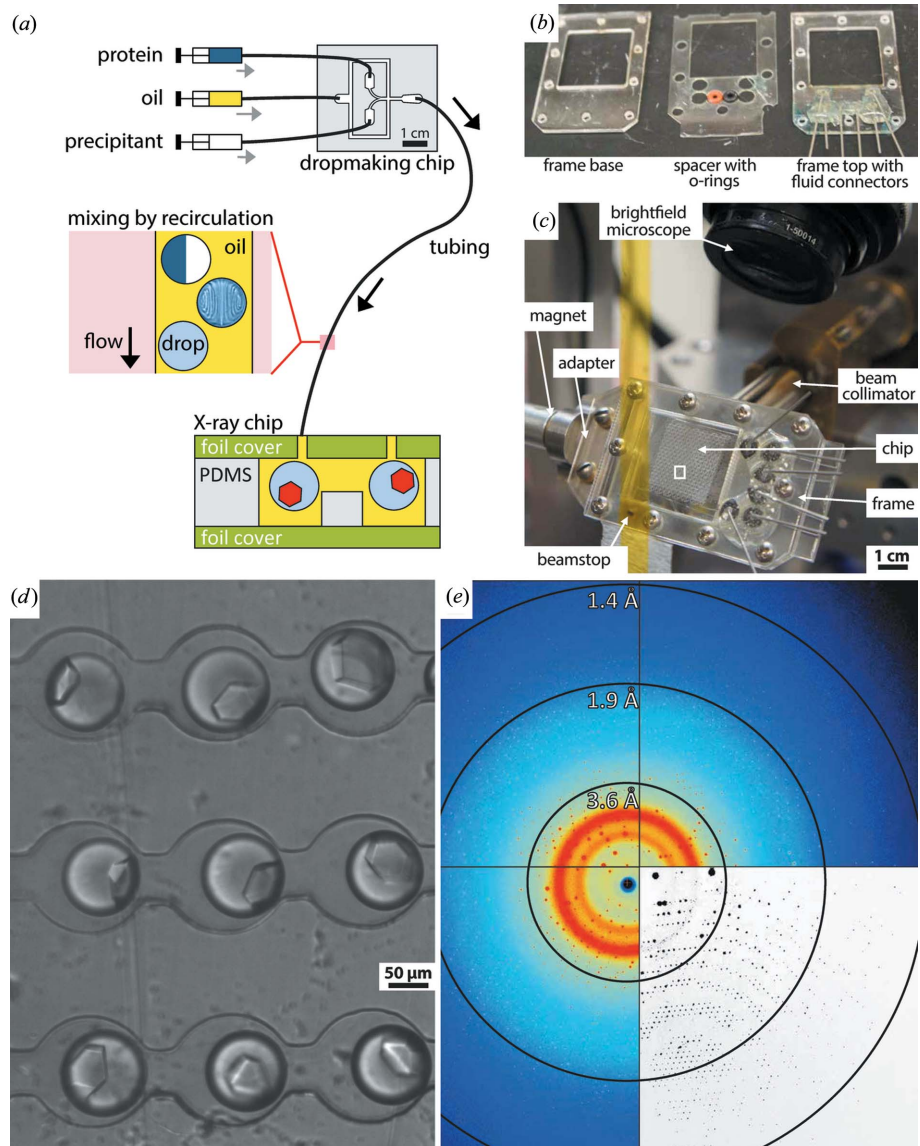 (a)
protein
oil
precipitant
1 cm
dropmaking chip
mixing by recirculation
oil
flow
drop
tubing
X-ray chip
foil cover
PDMS
foil cover
(b)
frame base
spacer with
o-rings
frame top with
fluid connectors
(c)
brightfield
microscope
1-50014
magnet
adapter
beam
collimator
chip
frame
beamstop
1 cm
(d)
50 µm
(e)
1.4 Å
1.9 Å
3.6 Å